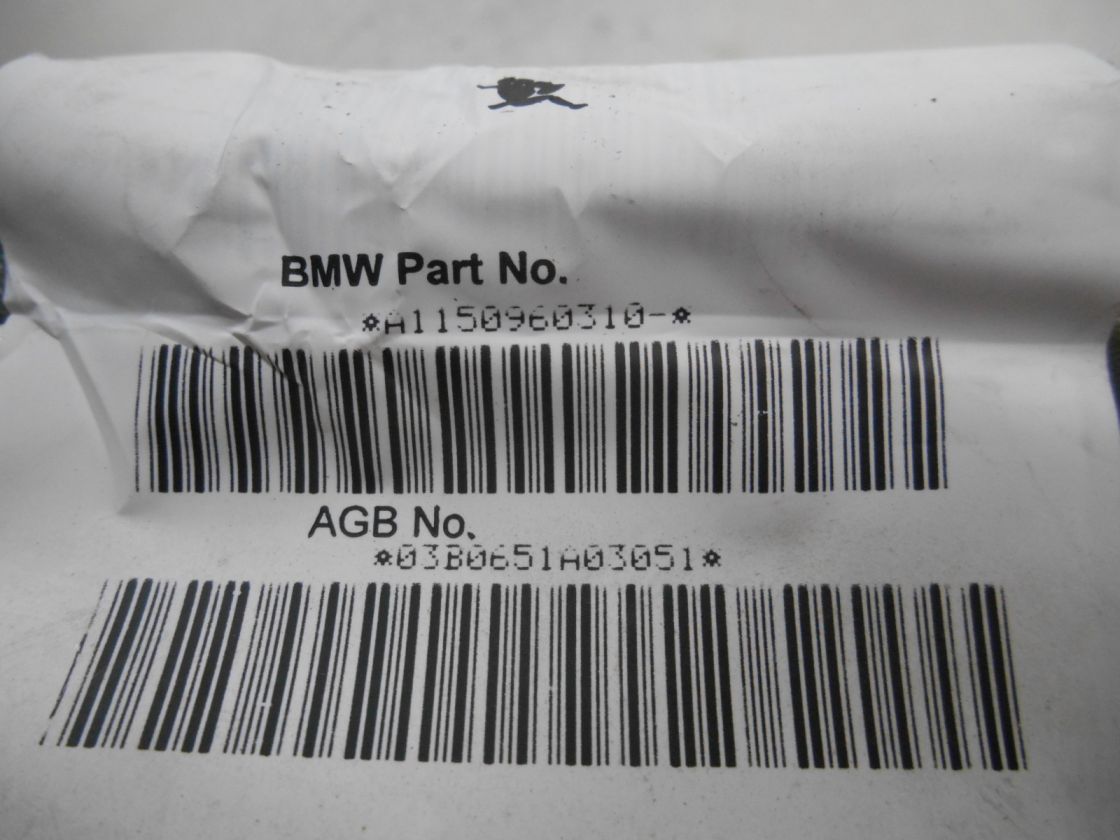 BMW Part No.
*A1150960310-*
AGB No.
*03B0651A03051*